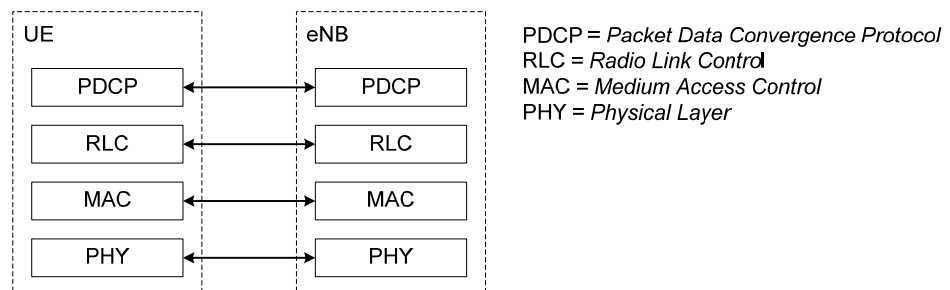 UE
eNB
PDCP
PDCP
RLC
RLC
MAC
MAC
PHY
PHY
PDCP = Packet Data Convergence Protocol
RLC = Radio Link Control
MAC = Medium Access Control
PHY = Physical Layer